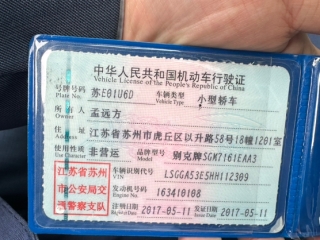 中华人民共和国机动车行驶证
Vehicle License of the People's Republic of China
号牌号码 苏E01U6D 车辆类型 小型轿车
Plate No. Vehicle Type
所有人 孟远方
Owner
住址 江苏省苏州市虎丘区以升路58号18幢1201室
Address
使用性质 非营运 品牌型号 别克牌SGK7161EAA3
Use Character Model
江苏省苏州市公安局交通警察支队
车辆识别代号 LSGGA53E5HH112309
VIN
发动机号码 163410108
Engine No.
注册日期 2017-05-11 发证日期 2017-05-11
Register Date Issue Date